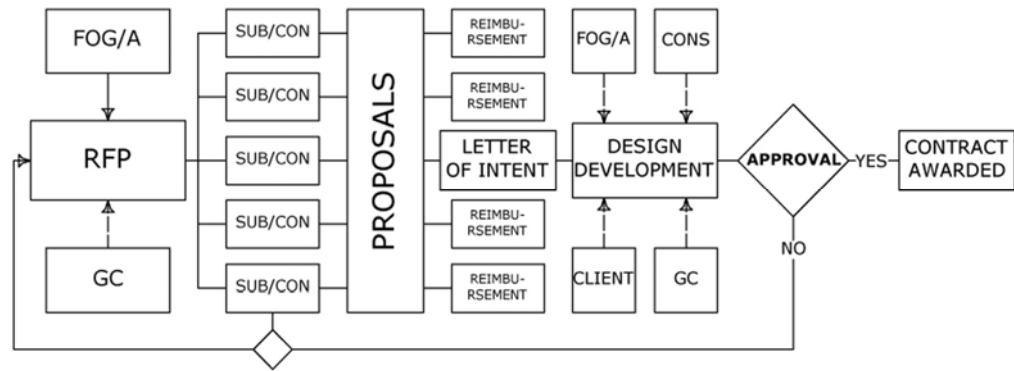 FOG/A
RFP
GC
SUB/CON
SUB/CON
SUB/CON
SUB/CON
SUB/CON
PROPOSALS
REIMBU-
RSEMENT
REIMBU-
RSEMENT
LETTER
OF INTENT
REIMBU-
RSEMENT
REIMBU-
RSEMENT
FOG/A
CONS
DESIGN
DEVELOPMENT
CLIENT
GC
APPROVAL
YES
NO
CONTRACT
AWARDED